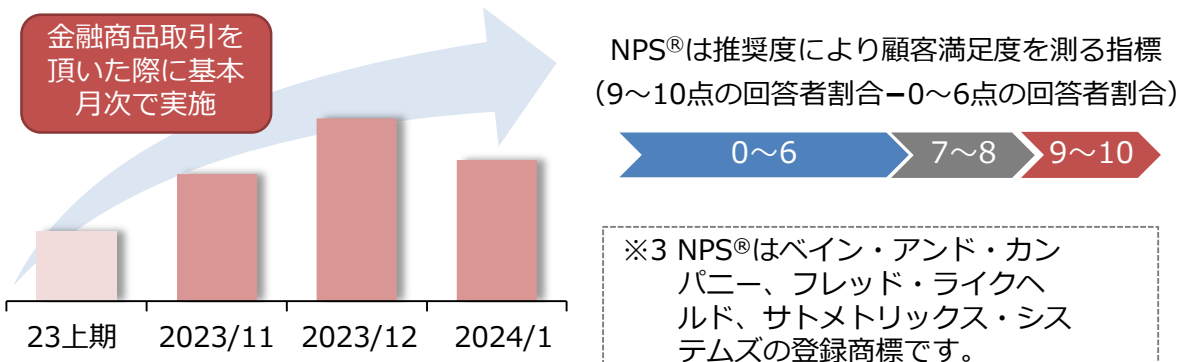 金融商品取引を
頂いた際に基本
月次で実施
23上期
2023/11
2023/12
2024/1
NPS®は推奨度により顧客満足度を測る指標
（9～10点の回答者割合ー0～6点の回答者割合）
0～6
7～8
9～10
※3 NPS®はベイン・アンド・カン
パニー、フレッド・ライクヘ
ルド、サトメトリックス・シス
テムズの登録商標です。